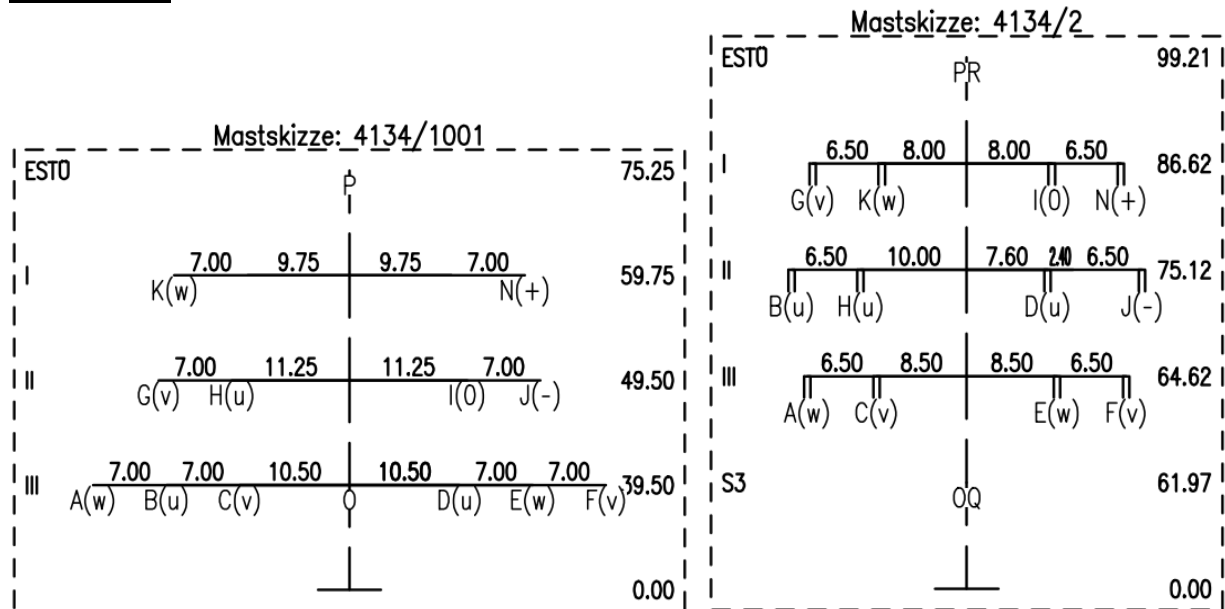 Mastskizze: 4134/1001
ESTÜ 75.25
P
I 7.00 9.75 9.75 7.00 59.75
K(w) N(+)
II 7.00 11.25 11.25 7.00 49.50
G(v) H(u) I(0) J(-)
III 7.00 7.00 10.50 10.50 7.00 7.00 39.50
A(w) B(u) C(v) O D(u) E(w) F(v)
0.00
Mastskizze: 4134/2
ESTÜ 99.21
PR
I 6.50 8.00 8.00 6.50 86.62
G(v) K(w) I(0) N(+)
II 6.50 10.00 7.60 2.40 6.50 75.12
B(u) H(u) D(u) J(-)
III 6.50 8.50 8.50 6.50 64.62
A(w) C(v) E(w) F(v)
S3 61.97
OQ
0.00